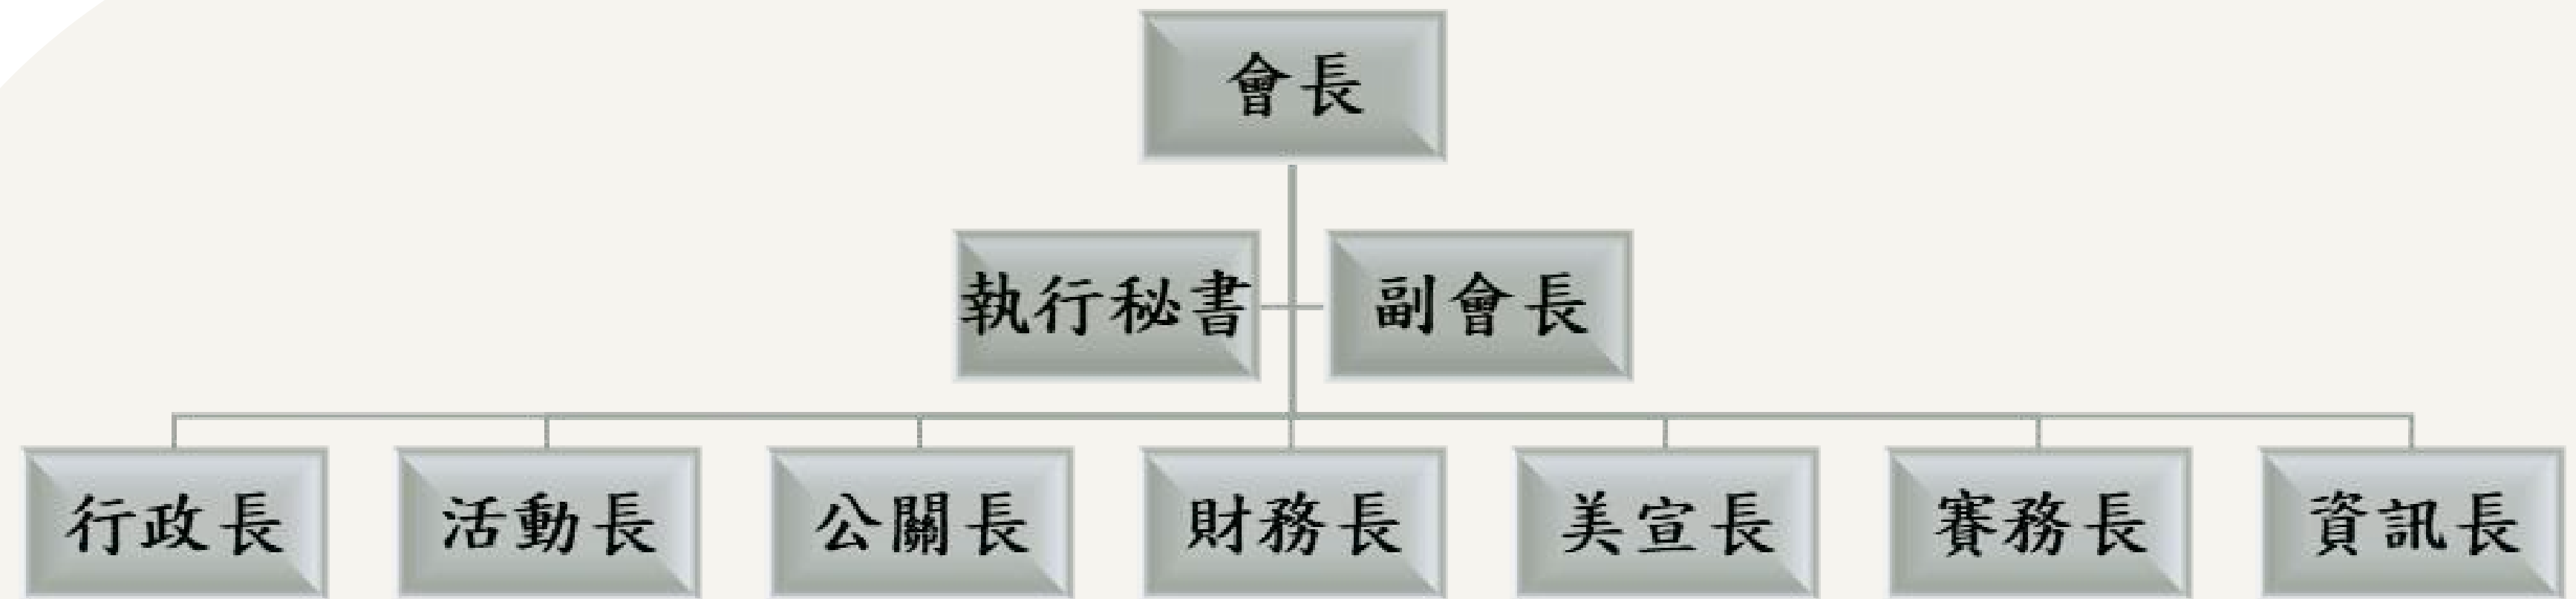 會長
執行秘書
副會長
行政長
活動長
公關長
財務長
美宣長
賽務長
資訊長